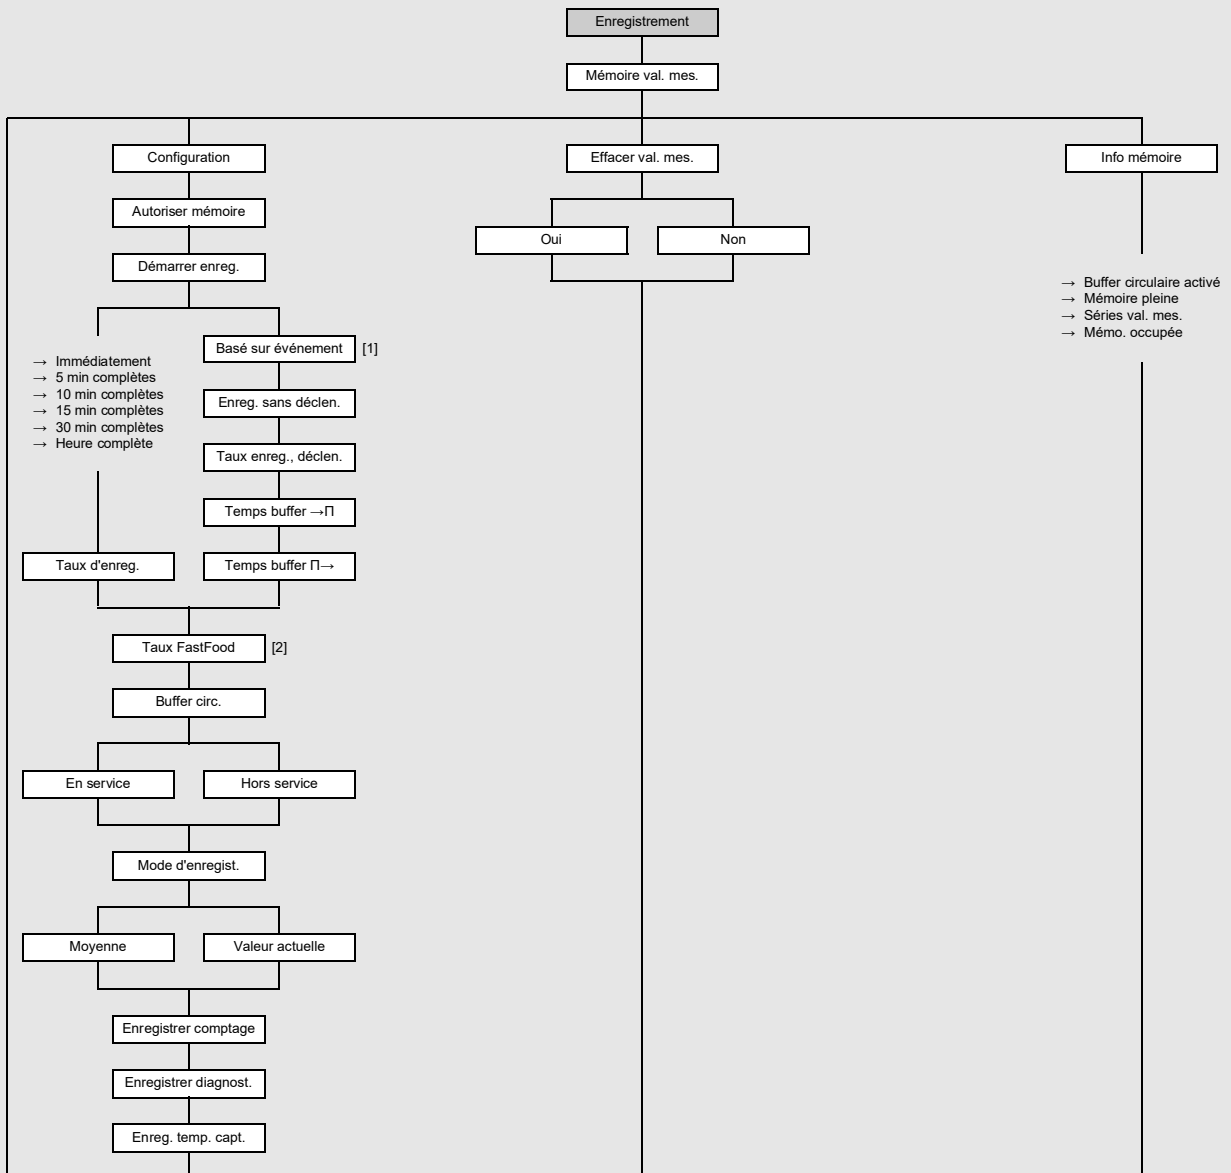 Enregistrement
Mémoire val. mes.
Configuration
Effacer val. mes.
Info mémoire
Autoriser mémoire
Oui
Non
Démarrer enreg.
→ Buffer circulaire activé
→ Mémoire pleine
→ Séries val. mes.
→ Mémo. occupée
→ Immédiatement
→ 5 min complètes
→ 10 min complètes
→ 15 min complètes
→ 30 min complètes
→ Heure complète
Basé sur événement [1]
Enreg. sans déclen.
Taux enreg., déclen.
Temps buffer →Π
Taux d'enreg.
Temps buffer Π→
Taux FastFood [2]
Buffer circ.
En service
Hors service
Mode d'enregist.
Moyenne
Valeur actuelle
Enregistrer comptage
Enregistrer diagnost.
Enreg. temp. capt.